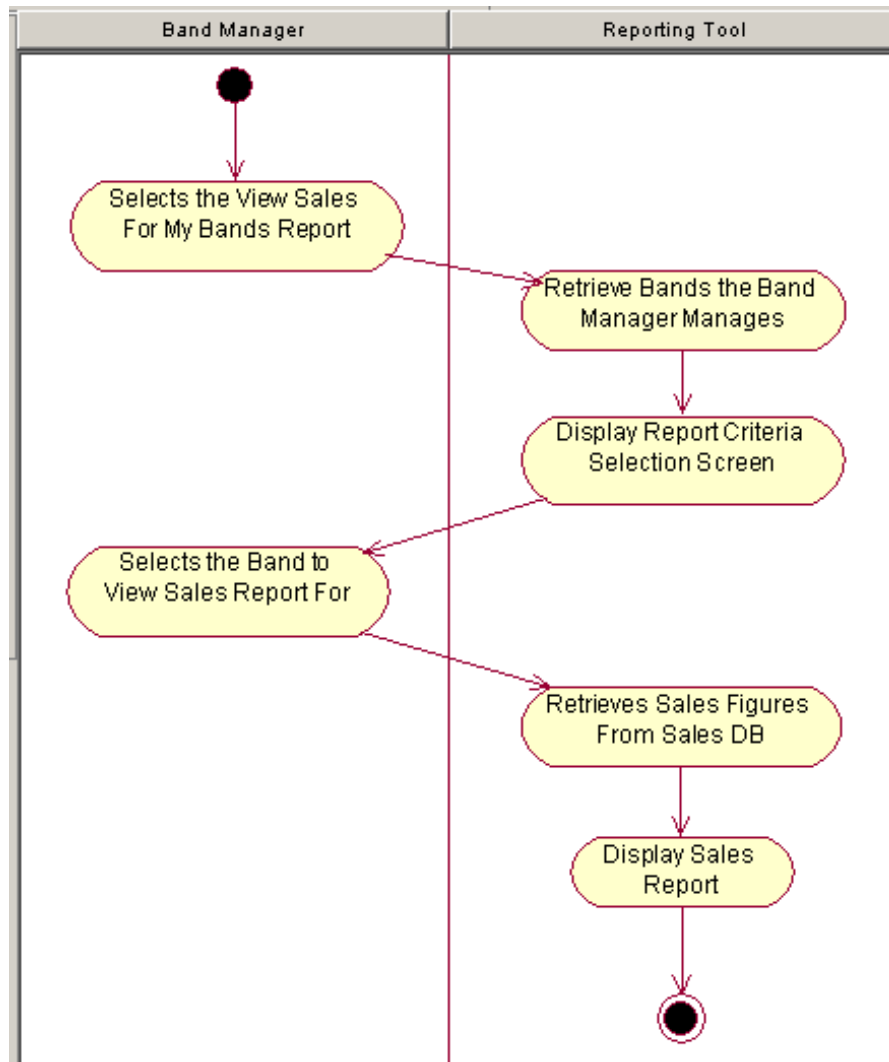 Band Manager
Reporting Tool
Selects the View Sales
For My Bands Report
Retrieve Bands the Band
Manager Manages
Display Report Criteria
Selection Screen
Selects the Band to
View Sales Report For
Retrieves Sales Figures
From Sales DB
Display Sales
Report